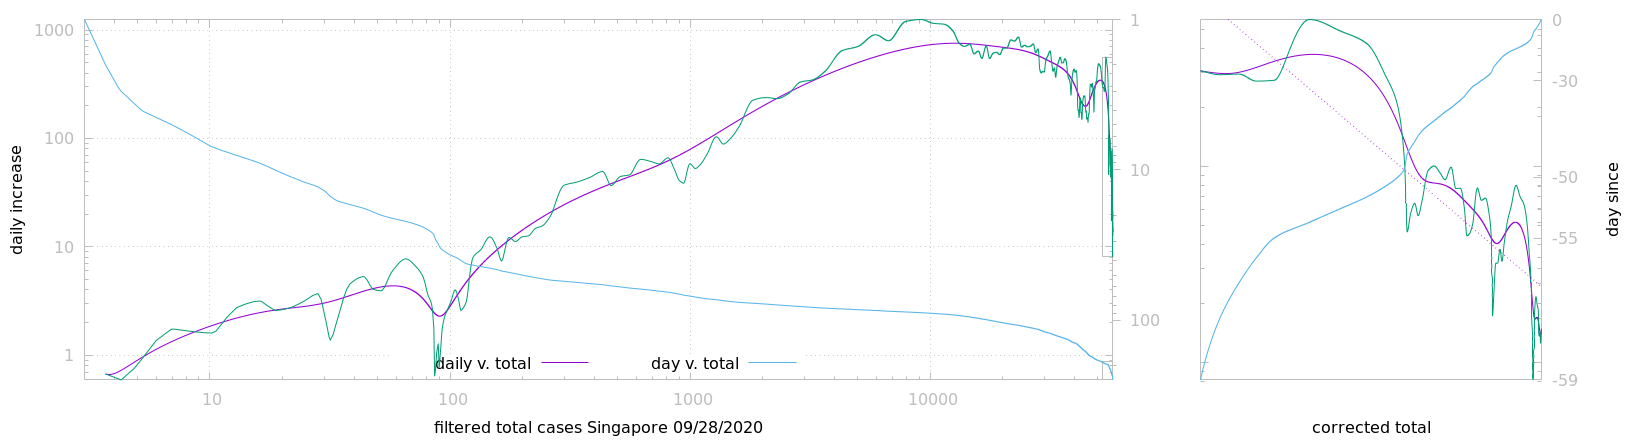 1000
100
10
1
daily increase
10
100
1000
10000
filtered total cases Singapore 09/28/2020
daily v. total
day v. total
1
10
100
0
-30
-50
-55
-59
day since
corrected total